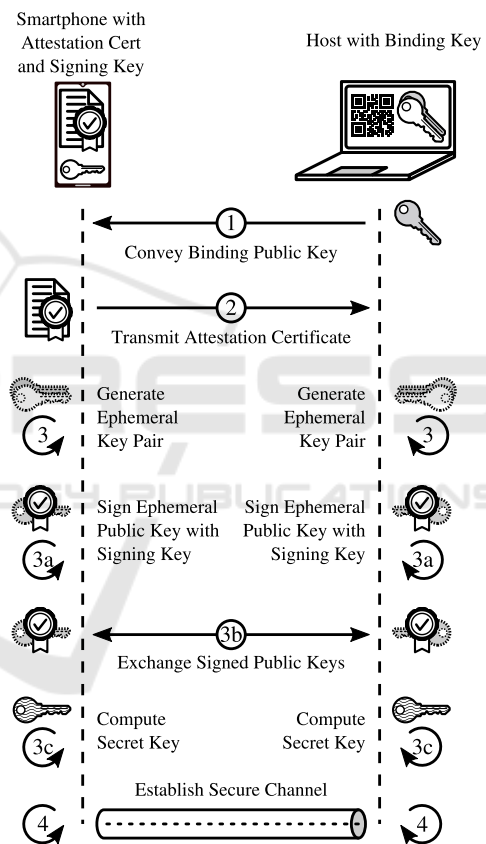 Smartphone with
Attestation Cert
and Signing Key
Host with Binding Key
1
Convey Binding Public Key
2
Transmit Attestation Certificate
Generate
Ephemeral
Key Pair
3
Generate
Ephemeral
Key Pair
3
Sign Ephemeral
Public Key with
Signing Key
3a
Sign Ephemeral
Public Key with
Signing Key
3a
3b
Exchange Signed Public Keys
Compute
Secret Key
3c
Compute
Secret Key
3c
Establish Secure Channel
4
4